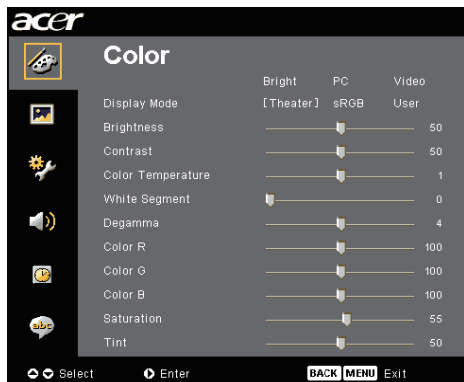 acer
Color
Bright PC Video
Display Mode [Theater] sRGB User
Brightness 50
Contrast 50
Color Temperature 1
White Segment 0
Degamma 4
Color R 100
Color G 100
Color B 100
Saturation 55
abc
Tint 50
Select Enter BACK MENU Exit